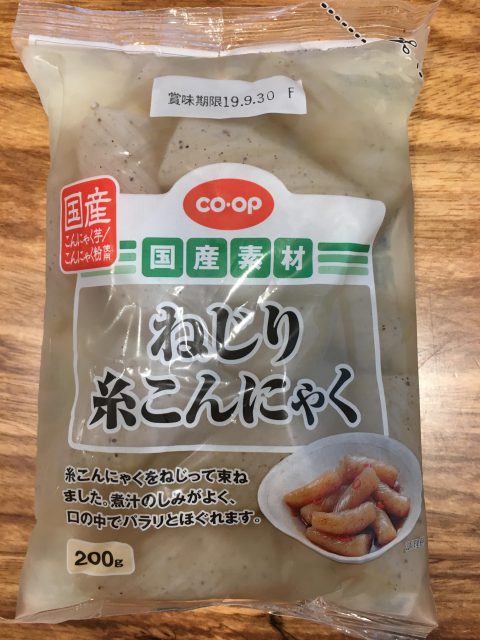 賞味期限19.9.30 F
co・op
国産
こんにゃく芋/
こんにゃく粉使用
国産素材
ねじり
糸こんにゃく
糸こんにゃくをねじって束ね
ました。煮汁のしみがよく、
口の中でパラリとほぐれます。
200g